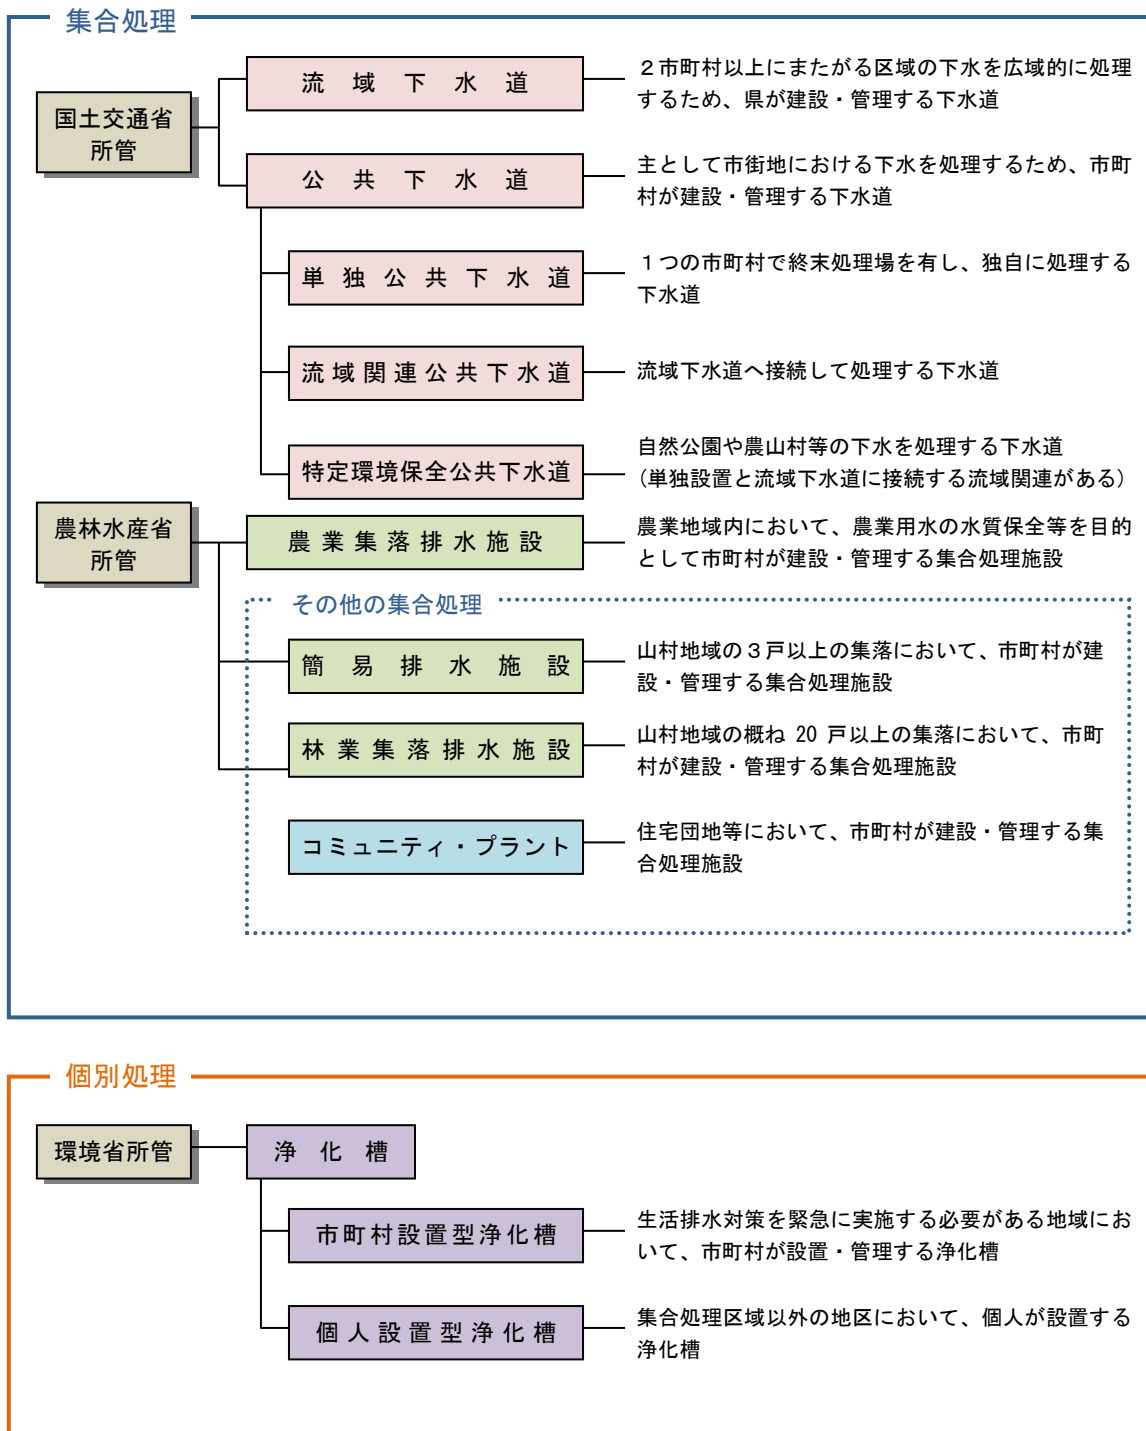 集合処理
国土交通省
所管
流域下水道
２市町村以上にまたがる区域の下水を広域的に処理
するため、県が建設・管理する下水道
公共下水道
主として市街地における下水を処理するため、市町
村が建設・管理する下水道
単独公共下水道
１つの市町村で終末処理場を有し、独自に処理する
下水道
流域関連公共下水道
流域下水道へ接続して処理する下水道
特定環境保全公共下水道
自然公園や農山村等の下水を処理する下水道
(単独設置と流域下水道に接続する流域関連がある)
農林水産省
所管
農業集落排水施設
農業地域内において、農業用水の水質保全等を目的
として市町村が建設・管理する集合処理施設
その他の集合処理
簡易排水施設
山村地域の３戸以上の集落において、市町村が建
設・管理する集合処理施設
林業集落排水施設
山村地域の概ね 20 戸以上の集落において、市町
村が建設・管理する集合処理施設
コミュニティ・プラント
住宅団地等において、市町村が建設・管理する集
合処理施設
個別処理
環境省所管
浄化槽
市町村設置型浄化槽
生活排水対策を緊急に実施する必要がある地域にお
いて、市町村が設置・管理する浄化槽
個人設置型浄化槽
集合処理区域以外の地区において、個人が設置する
浄化槽